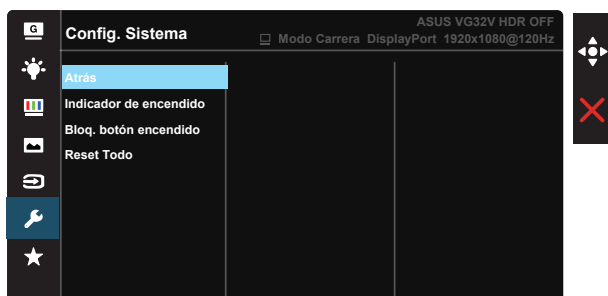 G
Config. Sistema
ASUS VG32V HDR OFF
Modo Carrera DisplayPort 1920x1080@120Hz
Atrás
Indicador de encendido
Bloq. botón encendido
Reset Todo